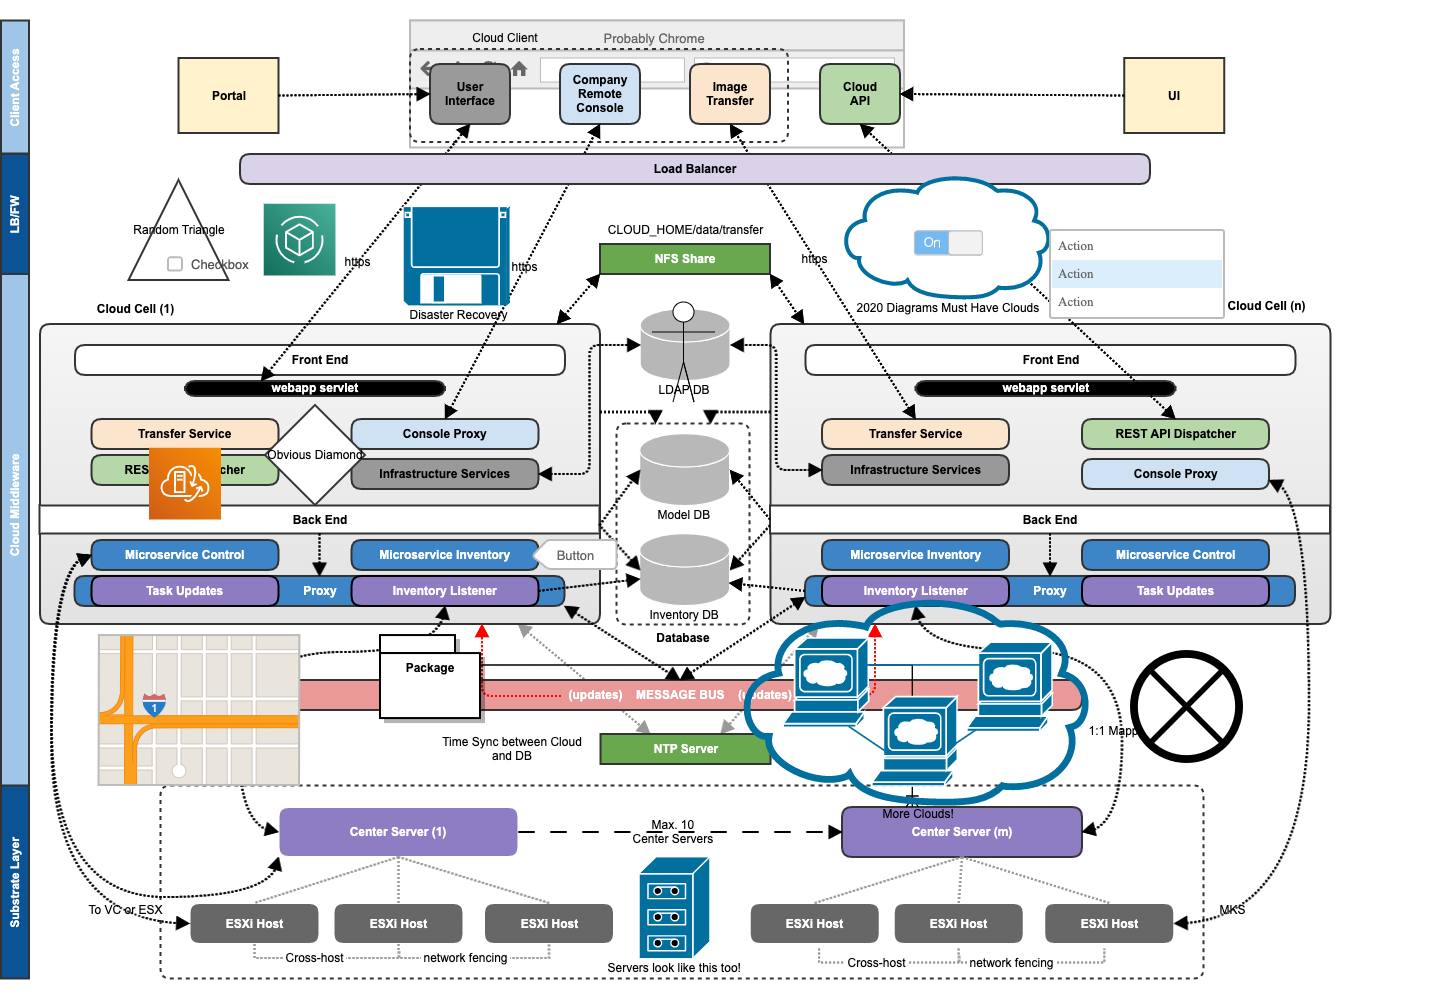 Client Access
LB/FW
Cloud Middleware
Substrate Layer
Cloud Client
Probably Chrome
Portal
User
Interface
Company
Remote
Console
Image
Transfer
Cloud
API
UI
Load Balancer
Random Triangle
Checkbox
https
https
Disaster Recovery
CLOUD_HOME/data/transfer
NFS Share
https
On
2020 Diagrams Must Have Clouds
Action
Action
Action
Cloud Cell (1)
Cloud Cell (n)
Front End
webapp servlet
Transfer Service
Obvious Diamond
Console Proxy
RES
cher
Infrastructure Services
LDAP DB
Front End
webapp servlet
Transfer Service
REST API Dispatcher
Infrastructure Services
Console Proxy
Back End
Model DB
Back End
Microservice Control
Microservice Inventory
Button
Task Updates
Proxy
Inventory Listener
Inventory DB
Database
Microservice Inventory
Microservice Control
Inventory Listener
Proxy
Task Updates
1
Package
(updates)
MESSAGE BUS
(updates)
Time Sync between Cloud
and DB
NTP Server
1:1 Mapp
More Clouds!
Center Server (1)
Max. 10
Center Servers
Center Server (m)
To VC or ESX
ESXi Host
ESXi Host
ESXi Host
ESXi Host
ESXi Host
ESXi Host
MKS
Cross-host
network fencing
Servers look like this too!
Cross-host
network fencing